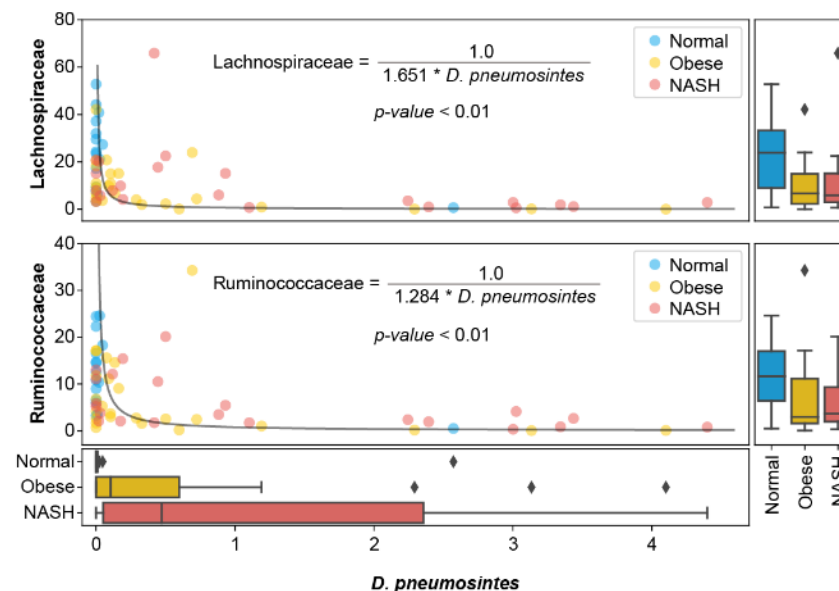 80
60
40
20
0
Lachnospiraceae
Lachnospiraceae = 1.0
1.651 * D. pneumosintes
p-value < 0.01
Normal
Obese
NASH
40
30
20
10
0
Ruminococcaceae
Ruminococcaceae = 1.0
1.284 * D. pneumosintes
p-value < 0.01
Normal
Obese
NASH
Normal
Obese
NASH
0 1 2 3 4
D. pneumosintes
Normal
Obese
NASH